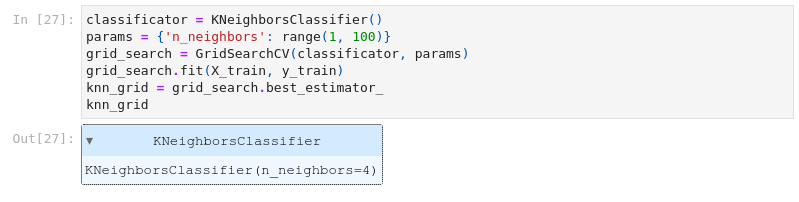 In [27]: classificator = KNeighborsClassifier()
params = {'n_neighbors': range(1, 100)}
grid_search = GridSearchCV(classificator, params)
grid_search.fit(X_train, y_train)
knn_grid = grid_search.best_estimator_
knn_grid
Out[27]: ▼ KNeighborsClassifier
KNeighborsClassifier(n_neighbors=4)